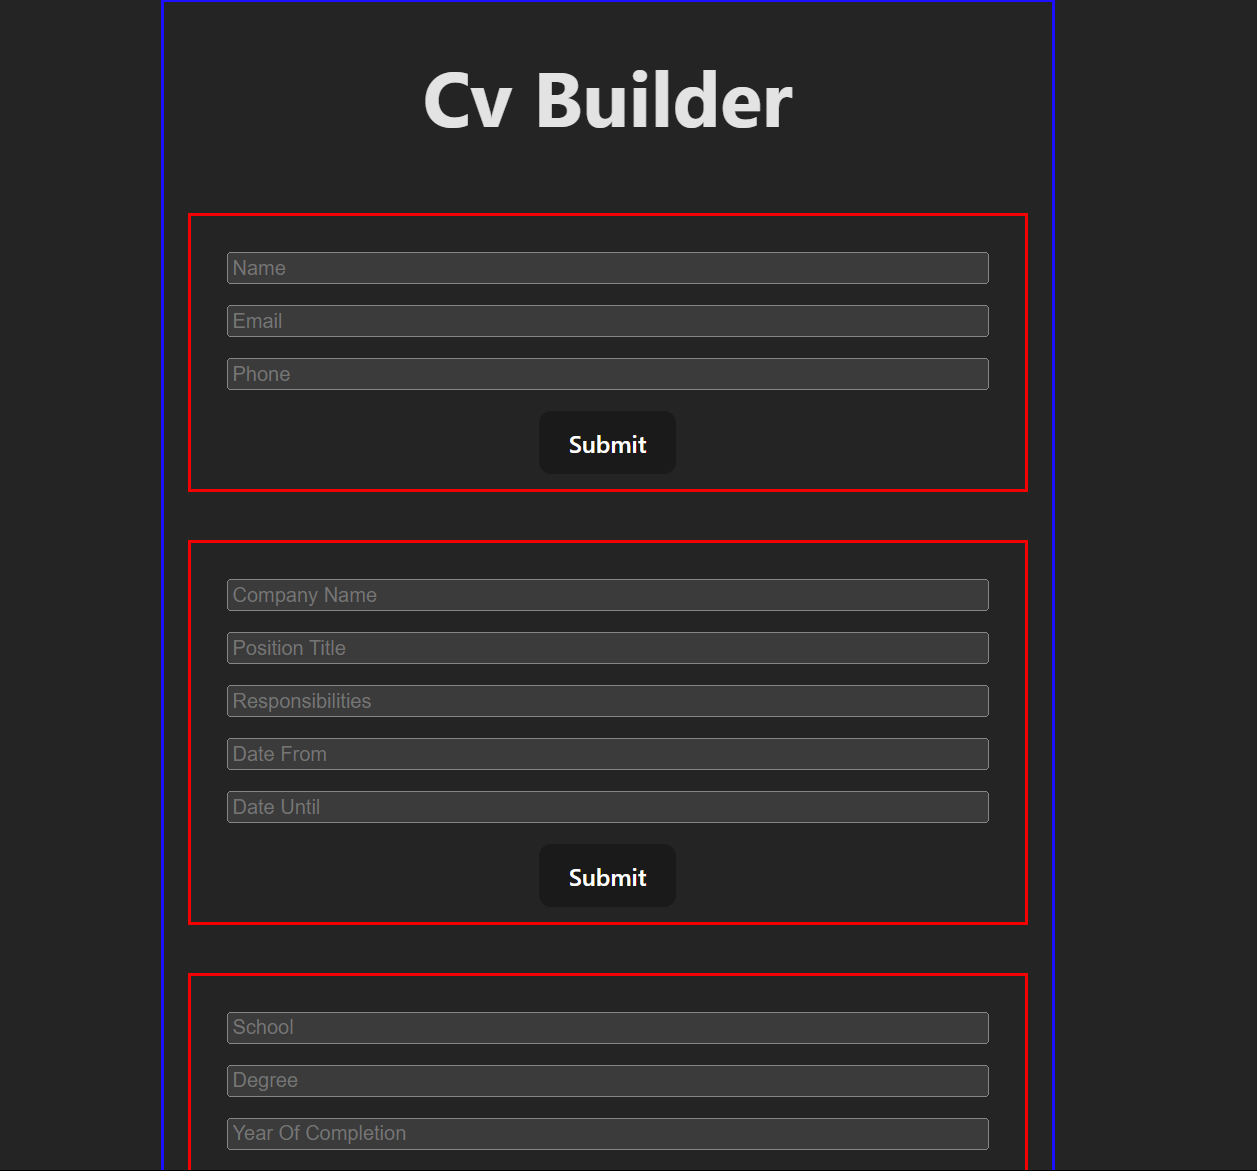 Cv Builder
Name
Email
Phone
Submit
Company Name
Position Title
Responsibilities
Date From
Date Until
Submit
School
Degree
Year Of Completion